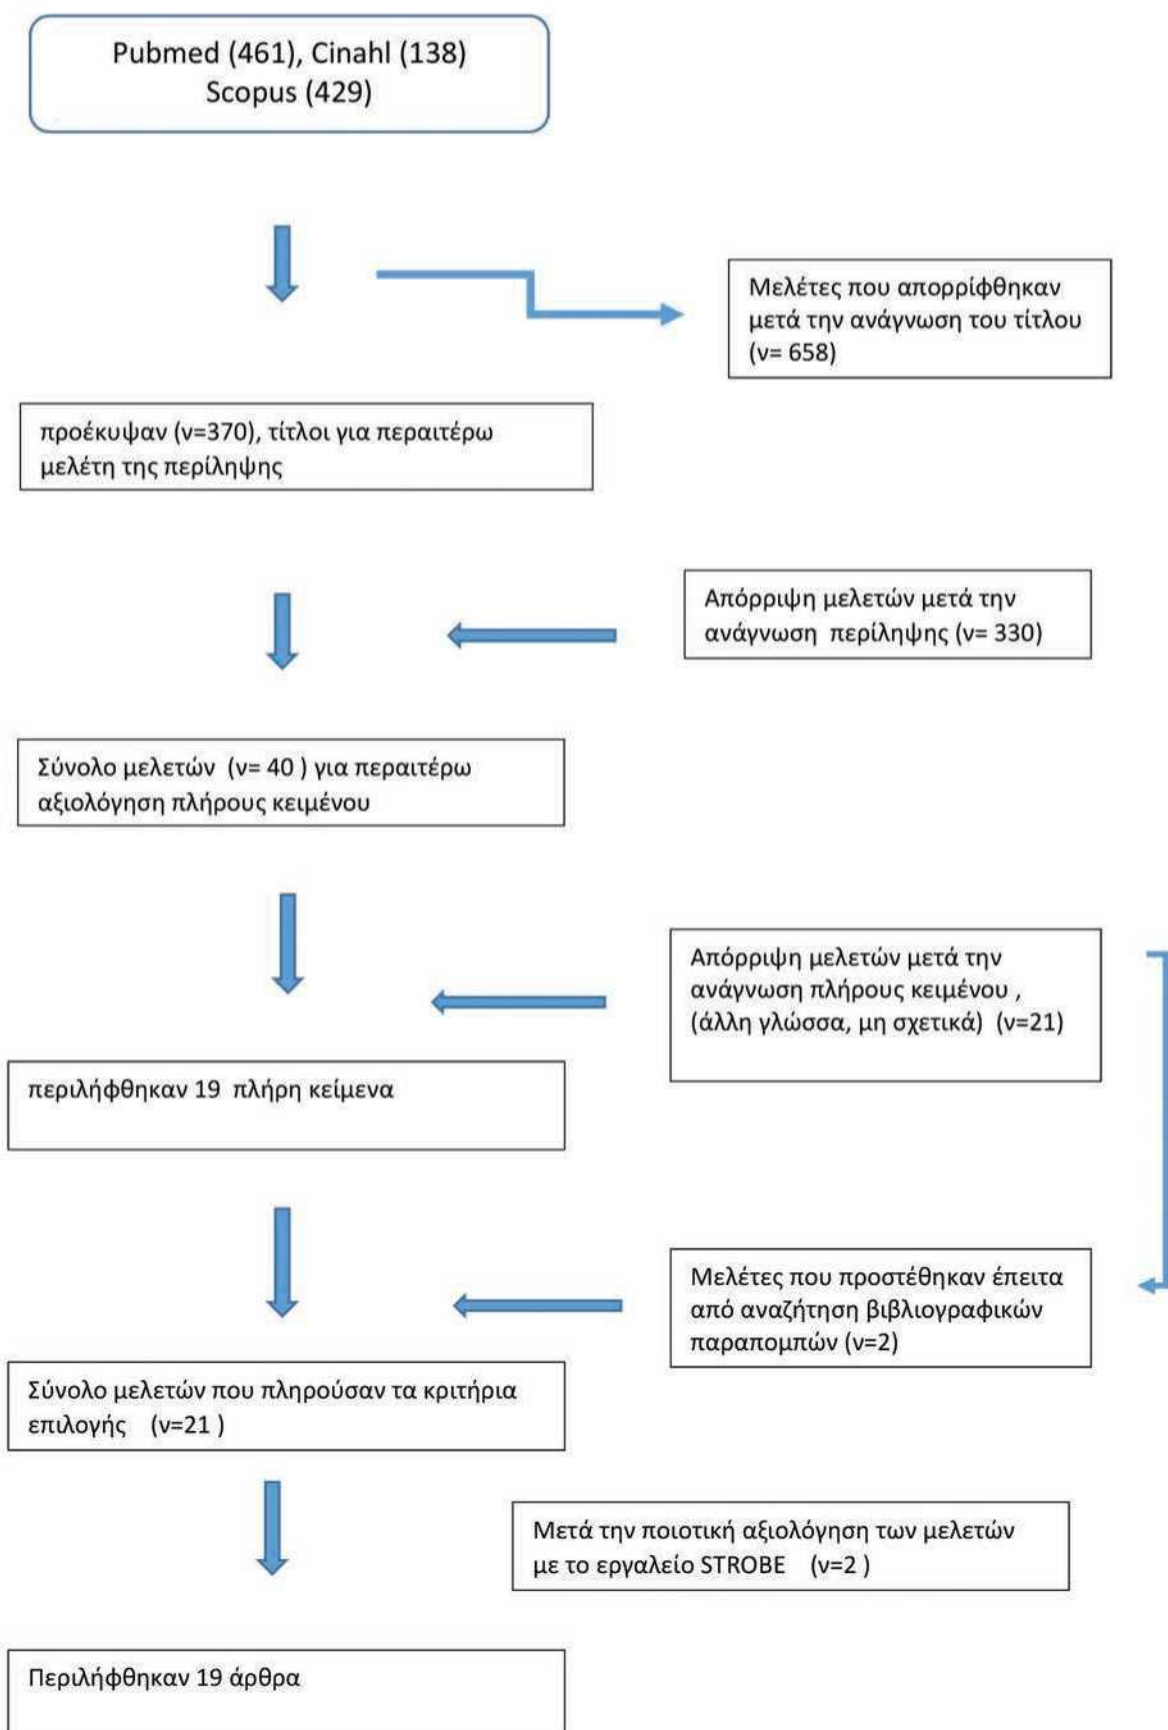 Pubmed (461), Cinahl (138)
Scopus (429)
Μελέτες που απορρίφθηκαν
μετά την ανάγνωση του τίτλου
(ν= 658)
προέκυψαν (ν=370), τίτλοι για περαιτέρω
μελέτη της περίληψης
Απόρριψη μελετών μετά την
ανάγνωση περίληψης (ν= 330)
Σύνολο μελετών (ν= 40 ) για περαιτέρω
αξιολόγηση πλήρους κειμένου
Απόρριψη μελετών μετά την
ανάγνωση πλήρους κειμένου ,
(άλλη γλώσσα, μη σχετικά) (ν=21)
περιλήφθηκαν 19 πλήρη κείμενα
Μελέτες που προστέθηκαν έπειτα
από αναζήτηση βιβλιογραφικών
παραπομπών (ν=2)
Σύνολο μελετών που πληρούσαν τα κριτήρια
επιλογής (ν=21 )
Μετά την ποιοτική αξιολόγηση των μελετών
με το εργαλείο STROBE (ν=2 )
Περιλήφθηκαν 19 άρθρα